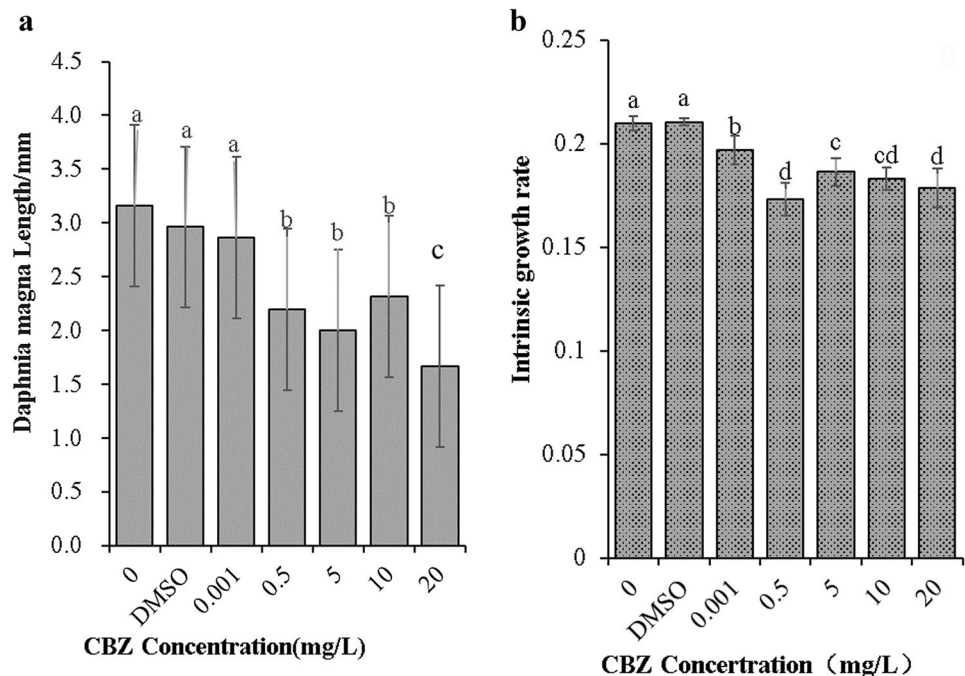 a
Daphnia magna Length/mm
4.5
4.0
3.5
3.0
2.5
2.0
1.5
1.0
0.5
0.0
a
a
a
b
b
b
c
0
DMSO
0.001
0.5
5
10
20
CBZ Concentration(mg/L)
b
Intrinsic growth rate
0.25
0.2
0.15
0.1
0.05
0
a
a
b
d
c
cd
d
0
DMSO
0.001
0.5
5
10
20
CBZ Concertration（mg/L）